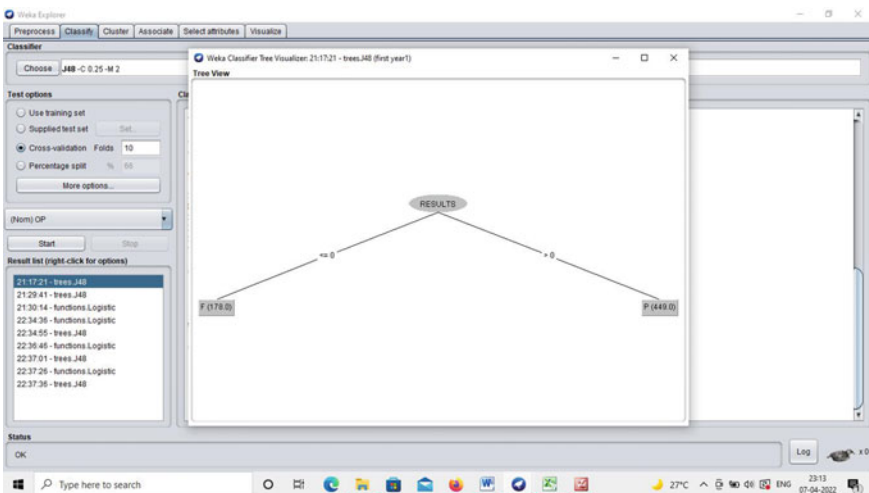 Weka Explorer
Preprocess Classify Cluster Associate Select attributes Visualize
Classifier
Choose J48 -C 0.25 -M 2
Weka Classifier Tree Visualizer: 21:17:21 - trees.J48 (first year1)
Tree View
Test options
Use training set
Supplied test set Set...
Cross-validation Folds 10
Percentage split % 66
More options...
(Nom) OP
Start Stop
Result list (right-click for options)
21:17:21 - trees.J48
21:29:41 - trees.J48
21:30:14 - functions.Logistic
22:34:36 - functions.Logistic
22:34:55 - trees.J48
22:36:46 - functions.Logistic
22:37:01 - trees.J48
22:37:26 - functions.Logistic
22:37:36 - trees.J48
Cla
RESULTS
<= 0 > 0
F (178.0) P (449.0)
Status
OK
Log x 0
Type here to search
27°C ENG 23:13
07-04-2022